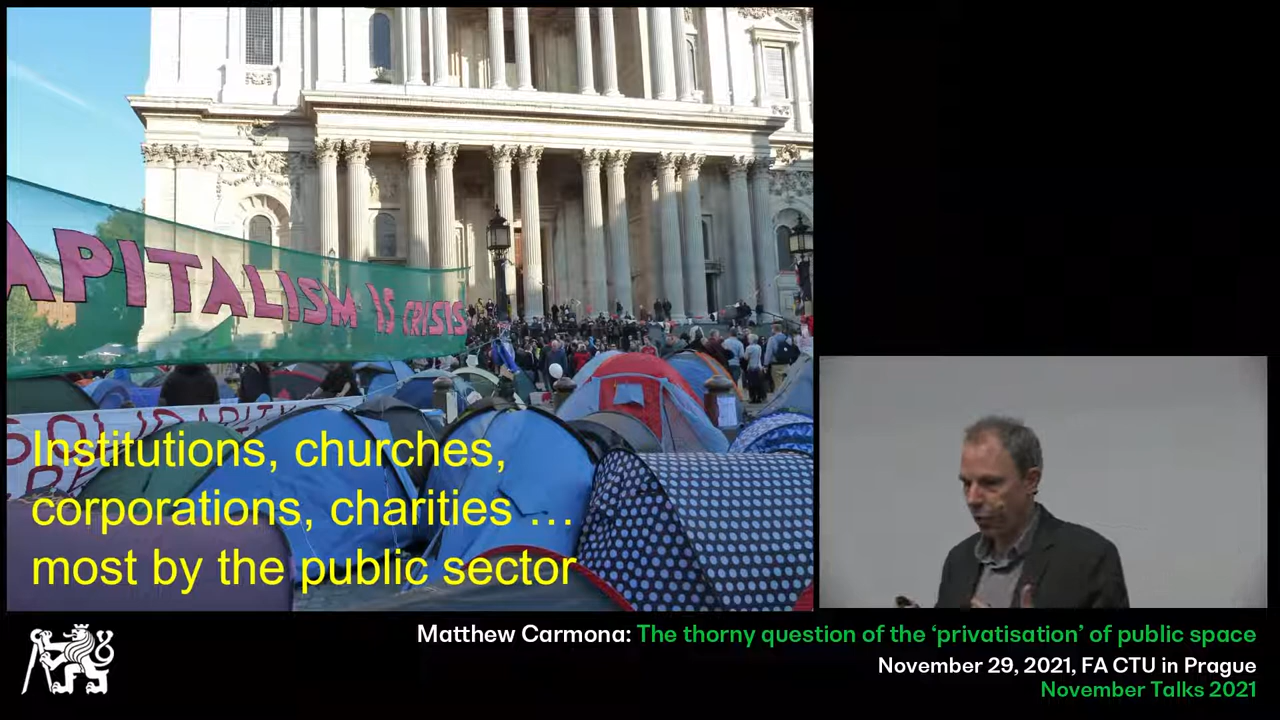 APITALISM IS CRISIS
SOLIDARITY
Institutions, churches,
corporations, charities …
most by the public sector
Matthew Carmona: The thorny question of the ‘privatisation’ of public space
November 29, 2021, FA CTU in Prague
November Talks 2021